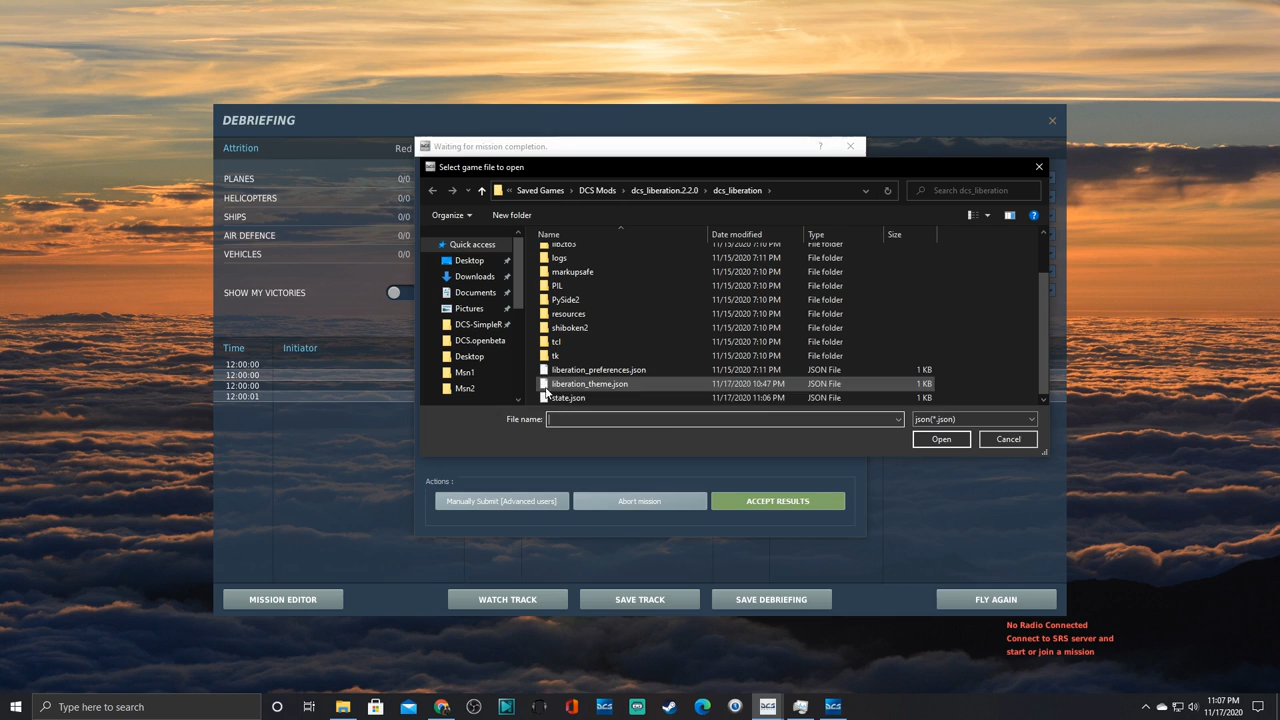 DEBRIEFING
Attrition
Red
PLANES 0/0
HELICOPTERS 0/0
SHIPS 0/0
AIR DEFENCE 0/0
VEHICLES 0/0
SHOW MY VICTORIES
Time Initiator
12:00:00
12:00:00
12:00:00
12:00:01
Waiting for mission completion.
?
Select game file to open
« Saved Games > DCS Mods > dcs_liberation.2.2.0 > dcs_liberation >
Search dcs_liberation
Organize New folder
Quick access
Desktop
Downloads
Documents
Pictures
DCS-SimpleR
DCS.openbeta
Desktop
Msn1
Msn2
Name Date modified Type Size
lib2to3 11/15/2020 7:10 PM File folder
logs 11/15/2020 7:11 PM File folder
markupsafe 11/15/2020 7:10 PM File folder
PIL 11/15/2020 7:10 PM File folder
PySide2 11/15/2020 7:10 PM File folder
resources 11/15/2020 7:10 PM File folder
shiboken2 11/15/2020 7:10 PM File folder
tcl 11/15/2020 7:10 PM File folder
tk 11/15/2020 7:10 PM File folder
liberation_preferences.json 11/15/2020 7:11 PM JSON File 1 KB
liberation_theme.json 11/17/2020 10:47 PM JSON File 1 KB
state.json 11/17/2020 11:06 PM JSON File 1 KB
File name:
json(*.json)
Open Cancel
Actions :
Manually Submit [Advanced users] Abort mission ACCEPT RESULTS
MISSION EDITOR WATCH TRACK SAVE TRACK SAVE DEBRIEFING FLY AGAIN
No Radio Connected
Connect to SRS server and
start or join a mission
Type here to search
11:07 PM
11/17/2020